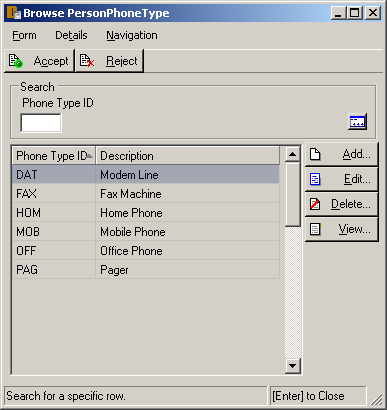 Browse PersonPhoneType
Form Details Navigation
Accept Reject
Search
Phone Type ID
Phone Type ID Description
DAT Modem Line
FAX Fax Machine
HOM Home Phone
MOB Mobile Phone
OFF Office Phone
PAG Pager
Add...
Edit...
Delete...
View...
Search for a specific row. [Enter] to Close